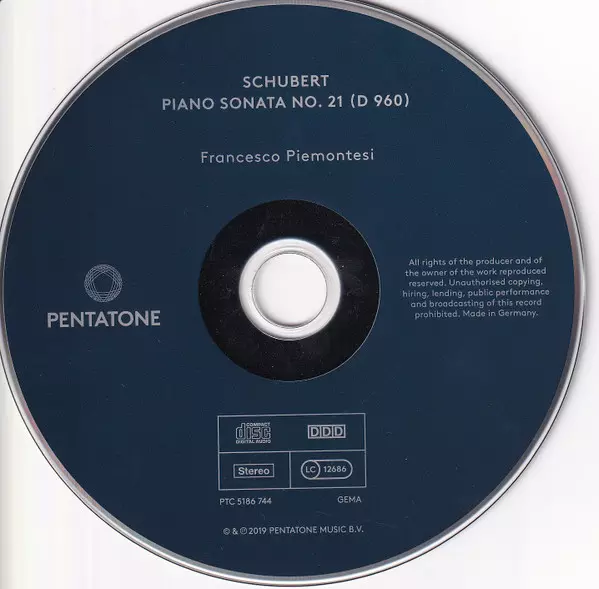 SCHUBERT
PIANO SONATA NO. 21 (D 960)
Francesco Piemontesi
PENTATONE
All rights of the producer and of
the owner of the work reproduced
reserved. Unauthorised copying,
hiring, lending, public performance
and broadcasting of this record
prohibited. Made in Germany.
COMPACT
disc
DIGITAL AUDIO
DDD
Stereo
LC 12686
PTC 5186 744
GEMA
© & ℗ 2019 PENTATONE MUSIC B.V.